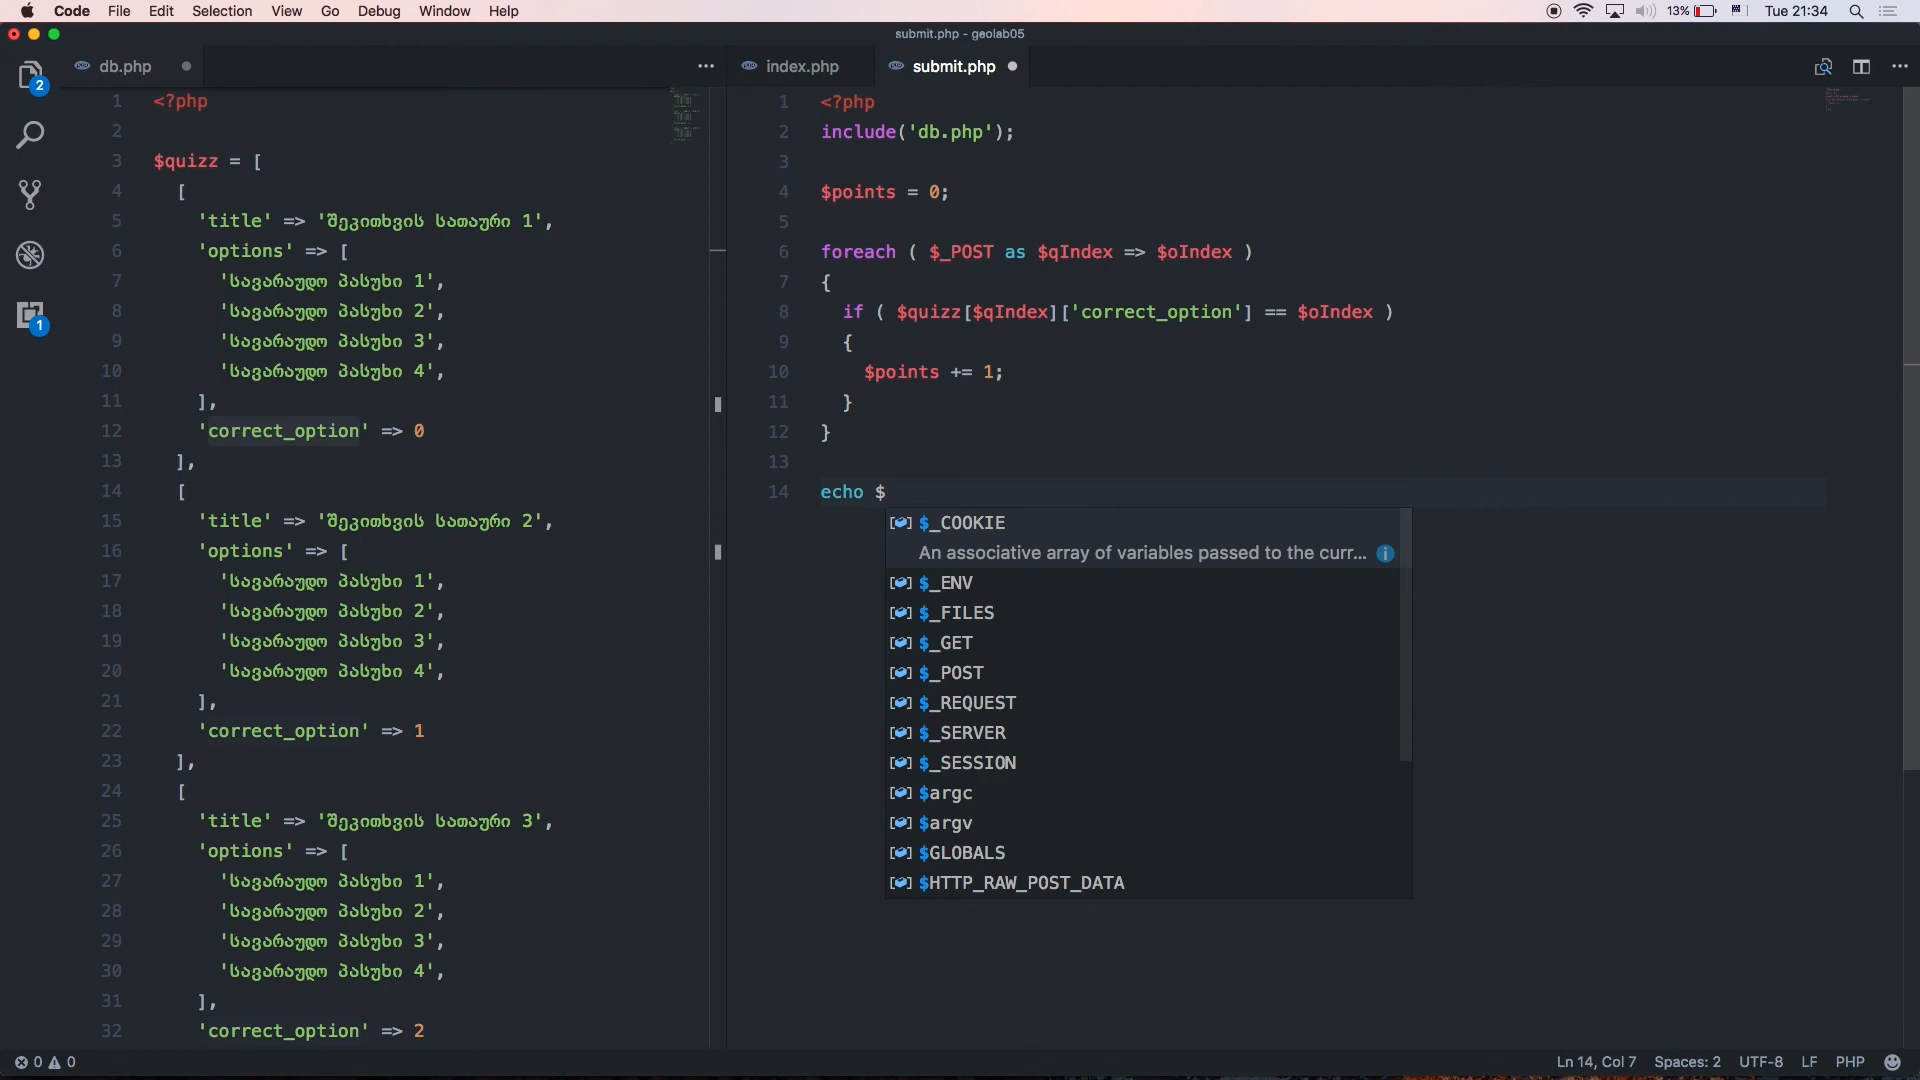 Code File Edit Selection View Go Debug Window Help 13% Tue 21:34
submit.php - geolab05
db.php
index.php
submit.php
2
1
1 <?php
2
3 $quizz = [
4 [
5 'title' => 'შეკითხვის სათაური 1',
6 'options' => [
7 'სავარაუდო პასუხი 1',
8 'სავარაუდო პასუხი 2',
9 'სავარაუდო პასუხი 3',
10 'სავარაუდო პასუხი 4',
11 ],
12 'correct_option' => 0
13 ],
14 [
15 'title' => 'შეკითხვის სათაური 2',
16 'options' => [
17 'სავარაუდო პასუხი 1',
18 'სავარაუდო პასუხი 2',
19 'სავარაუდო პასუხი 3',
20 'სავარაუდო პასუხი 4',
21 ],
22 'correct_option' => 1
23 ],
24 [
25 'title' => 'შეკითხვის სათაური 3',
26 'options' => [
27 'სავარაუდო პასუხი 1',
28 'სავარაუდო პასუხი 2',
29 'სავარაუდო პასუხი 3',
30 'სავარაუდო პასუხი 4',
31 ],
32 'correct_option' => 2
1 <?php
2 include('db.php');
3
4 $points = 0;
5
6 foreach ( $_POST as $qIndex => $oIndex )
7 {
8 if ( $quizz[$qIndex]['correct_option'] == $oIndex )
9 {
10 $points += 1;
11 }
12 }
13
14 echo $
$_COOKIE
An associative array of variables passed to the curr...
$_ENV
$_FILES
$_GET
$_POST
$_REQUEST
$_SERVER
$_SESSION
$argc
$argv
$GLOBALS
$HTTP_RAW_POST_DATA
0 0 Ln 14, Col 7 Spaces: 2 UTF-8 LF PHP